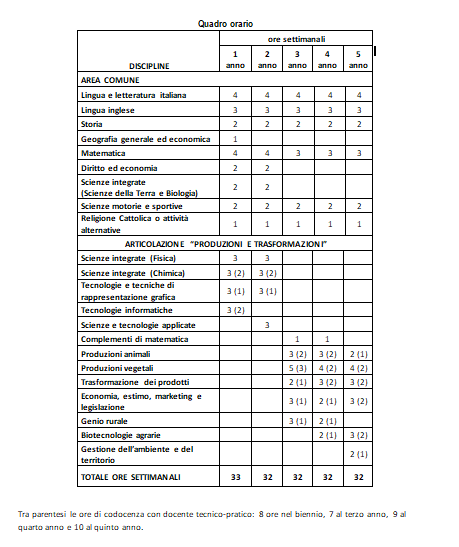 Quadro orario
ore settimanali
DISCIPLINE 1 anno 2 anno 3 anno 4 anno 5 anno
AREA COMUNE
Lingua e letteratura italiana 4 4 4 4 4
Lingua inglese 3 3 3 3 3
Storia 2 2 2 2 2
Geografia generale ed economica 1
Matematica 4 4 3 3 3
Diritto ed economia 2 2
Scienze integrate
(Scienze della Terra e Biologia) 2 2
Scienze motorie e sportive 2 2 2 2 2
Religione Cattolica o attività
alternative 1 1 1 1 1
ARTICOLAZIONE "PRODUZIONI E TRASFORMAZIONI"
Scienze integrate (Fisica) 3 3
Scienze integrate (Chimica) 3 (2) 3 (2)
Tecnologie e tecniche di
rappresentazione grafica 3 (1) 3 (1)
Tecnologie informatiche 3 (2)
Scienze e tecnologie applicate 3
Complementi di matematica 1 1
Produzioni animali 3 (2) 3 (2) 2 (1)
Produzioni vegetali 5 (3) 4 (2) 4 (2)
Trasformazione dei prodotti 2 (1) 3 (2) 3 (2)
Economia, estimo, marketing e
legislazione 3 (1) 2 (1) 3 (2)
Genio rurale 3 (1) 2 (1)
Biotecnologie agrarie 2 (1) 3 (2)
Gestione dell'ambiente e del
territorio 2 (1)
TOTALE ORE SETTIMANALI 33 32 32 32 32
Tra parentesi le ore di codocenza con docente tecnico-pratico: 8 ore nel biennio, 7 al terzo anno, 9 al
quarto anno e 10 al quinto anno.